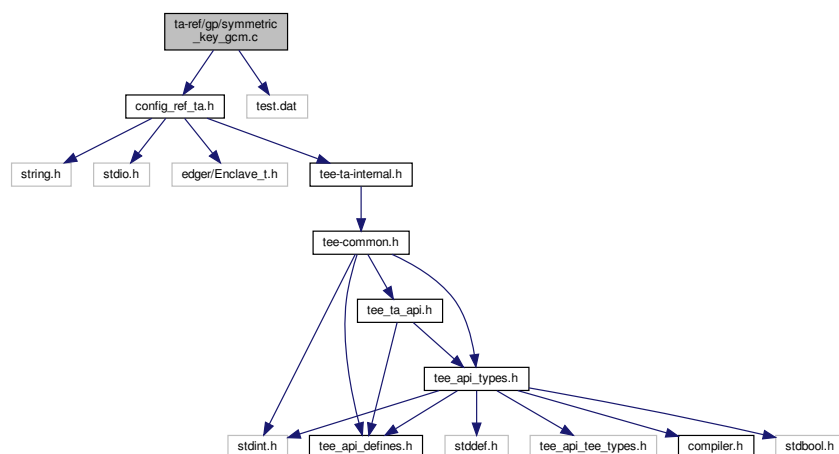 ta-ref/gp/symmetric
_key_gcm.c
config_ref_ta.h
test.dat
string.h
stdio.h
edger/Enclave_t.h
tee-ta-internal.h
tee-common.h
tee_ta_api.h
tee_api_types.h
stdint.h
tee_api_defines.h
stddef.h
tee_api_tee_types.h
compiler.h
stdbool.h